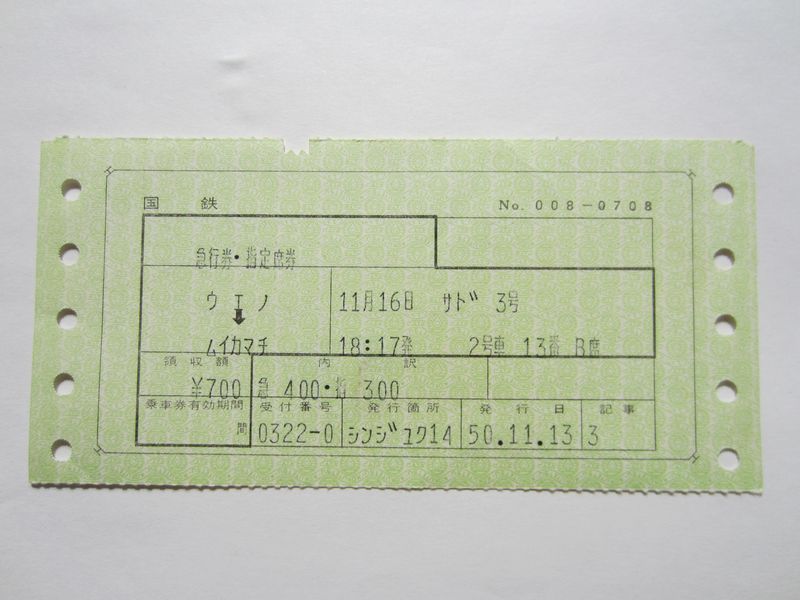 国鉄 No. 008-0708
急行券・指定席券
ウエノ 11月16日 サドﾞ 3号
⬇
ムイカマチ 18:17発 2号車 13番 B席
領収額 内訳
¥700 急 400・指 300
乗車券有効期間 受付番号 発行箇所 発行日 記事
間 0322-0 シンジﾞュク14 50.11.13 3